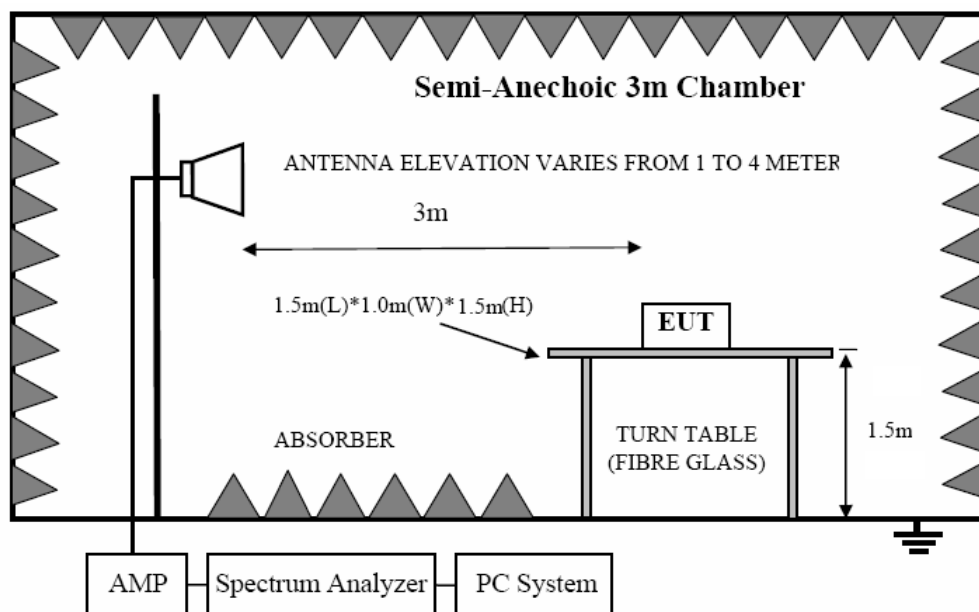 Semi-Anechoic 3m Chamber
ANTENNA ELEVATION VARIES FROM 1 TO 4 METER
3m
1.5m(L)*1.0m(W)*1.5m(H)
EUT
1.5m
ABSORBER
TURN TABLE
(FIBRE GLASS)
AMP
Spectrum Analyzer
PC System